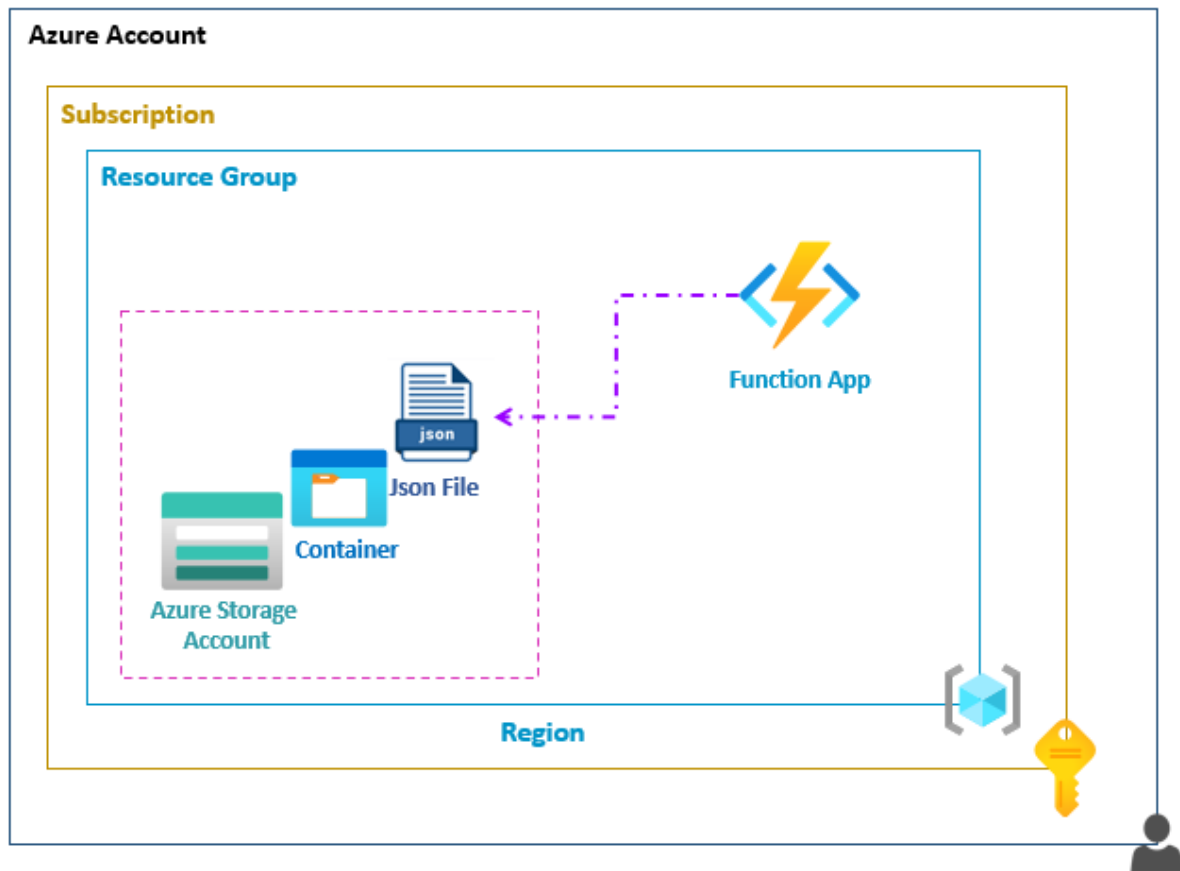 Azure Account
Subscription
Resource Group
Function App
json
Json File
Container
Azure Storage
Account
Region